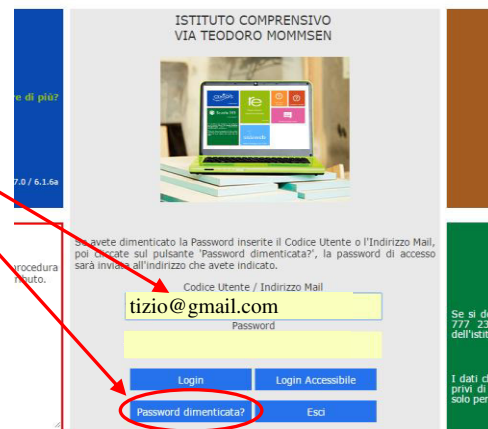 ISTITUTO COMPRENSIVO
VIA TEODORO MOMMSEN
e di più?
7.0 / 6.1.6a
Se avete dimenticato la Password inserite il Codice Utente o l'Indirizzo Mail,
poi cliccate sul pulsante 'Password dimenticata?', la password di accesso
sarà inviata all'indirizzo che avete indicato.
procedura
Codice Utente / Indirizzo Mail
tizio@gmail.com
Password
Login
Login Accessibile
Password dimenticata?
Esci
Se si de
777 23
dell'istit
I dati ch
privi di
solo per